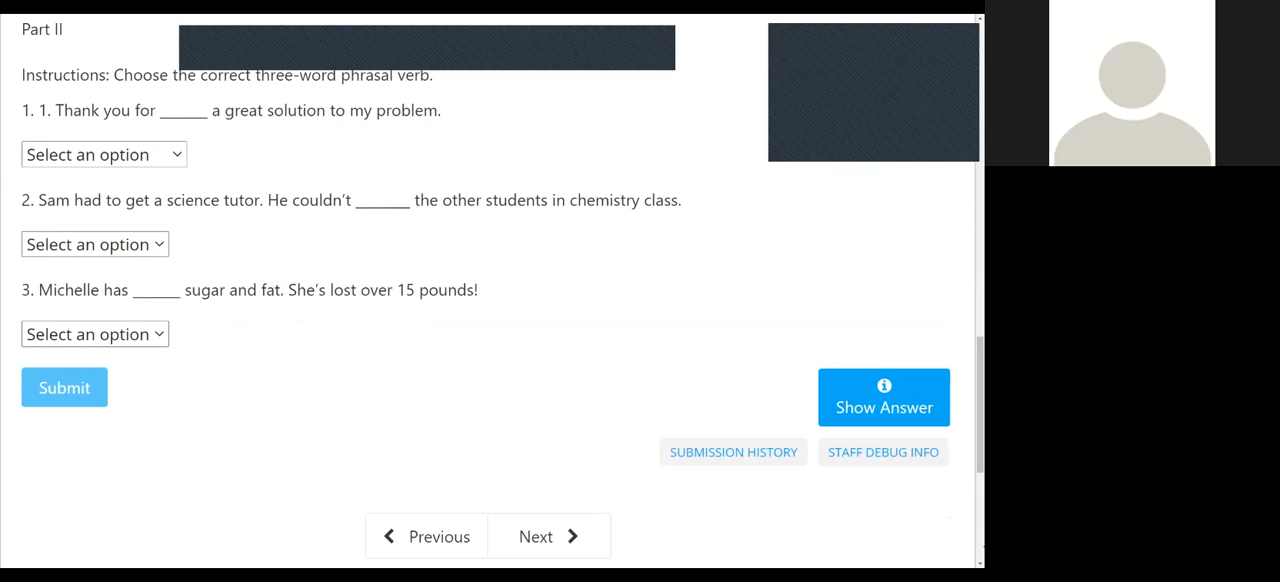 Part II
Instructions: Choose the correct three-word phrasal verb.
1. 1. Thank you for ______ a great solution to my problem.
Select an option
2. Sam had to get a science tutor. He couldn't _______ the other students in chemistry class.
Select an option
3. Michelle has ______ sugar and fat. She's lost over 15 pounds!
Select an option
Submit
Show Answer
SUBMISSION HISTORY STAFF DEBUG INFO
Previous Next